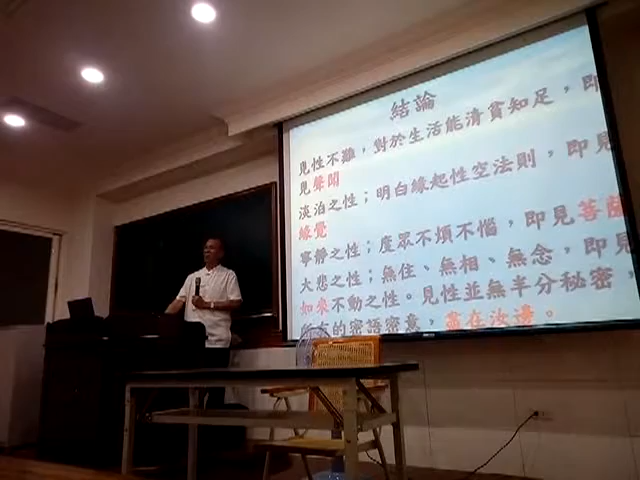 結論
見性不難，對於生活能清貧知足，即
見聲聞
淡泊之性；明白緣起性空法則，即見
緣覺
寧靜之性；度眾不煩不惱，即見菩薩
大悲之性；無住、無相、無念，即見
如來不動之性。見性並無半分秘密，
的密語密意，盡在汝邊。